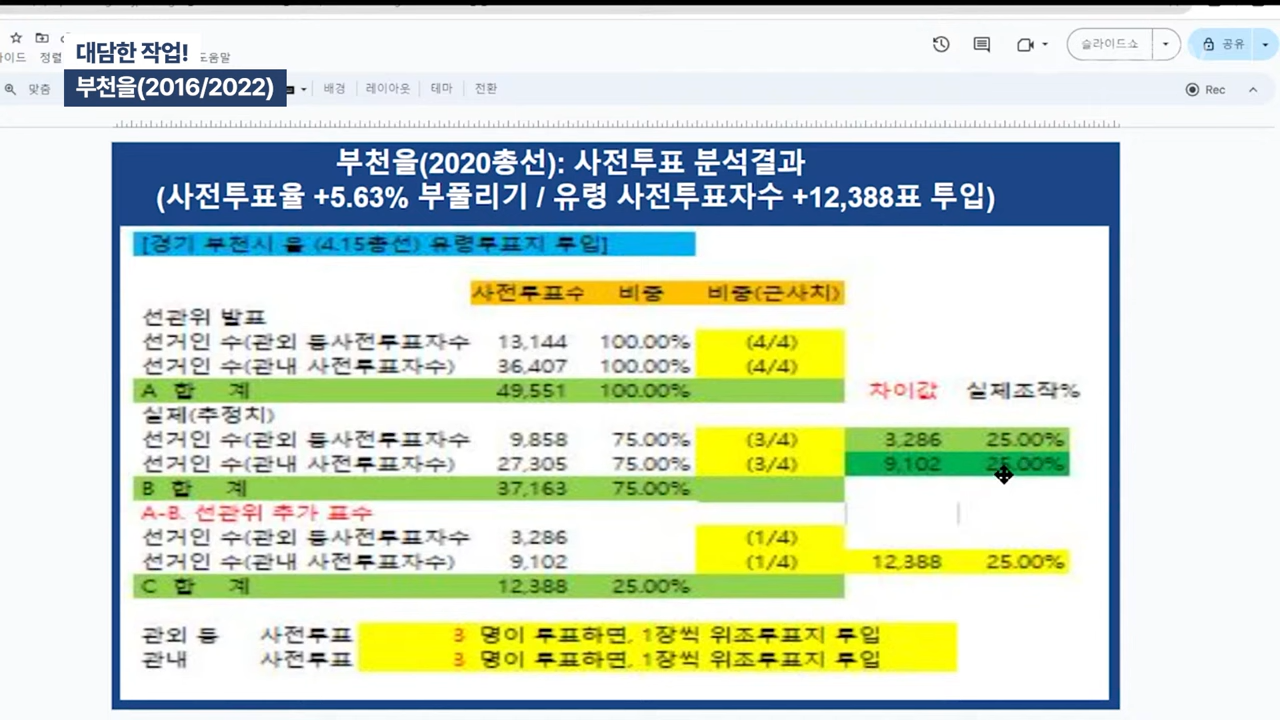 대담한 작업!
이드 정렬 도움말
부천을(2016/2022)
맞춤 배경 레이아웃 테마 전환
슬라이드쇼 공유
Rec
부천을(2020총선): 사전투표 분석결과
(사전투표율 +5.63% 부풀리기 / 유령 사전투표자수 +12,388표 투입)
[경기 부천시 을 (4.15총선) 유령투표지 투입]
사전투표수 비중 비중(근사치)
선관위 발표
선거인 수(관외 등사전투표자수 13,144 100.00% (4/4)
선거인 수(관내 사전투표자수) 36,407 100.00% (4/4)
A 합 계 49,551 100.00% 차이값 실제조작%
실제(추정치)
선거인 수(관외 등사전투표자수 9,858 75.00% (3/4) 3,286 25.00%
선거인 수(관내 사전투표자수) 27,305 75.00% (3/4) 9,102 25.00%
B 합 계 37,163 75.00%
A-B. 선관위 추가 표수
선거인 수(관외 등사전투표자수 3,286 (1/4)
선거인 수(관내 사전투표자수) 9,102 (1/4) 12,388 25.00%
C 합 계 12,388 25.00%
관외 등 사전투표 3 명이 투표하면, 1장씩 위조투표지 투입
관내 사전투표 3 명이 투표하면, 1장씩 위조투표지 투입